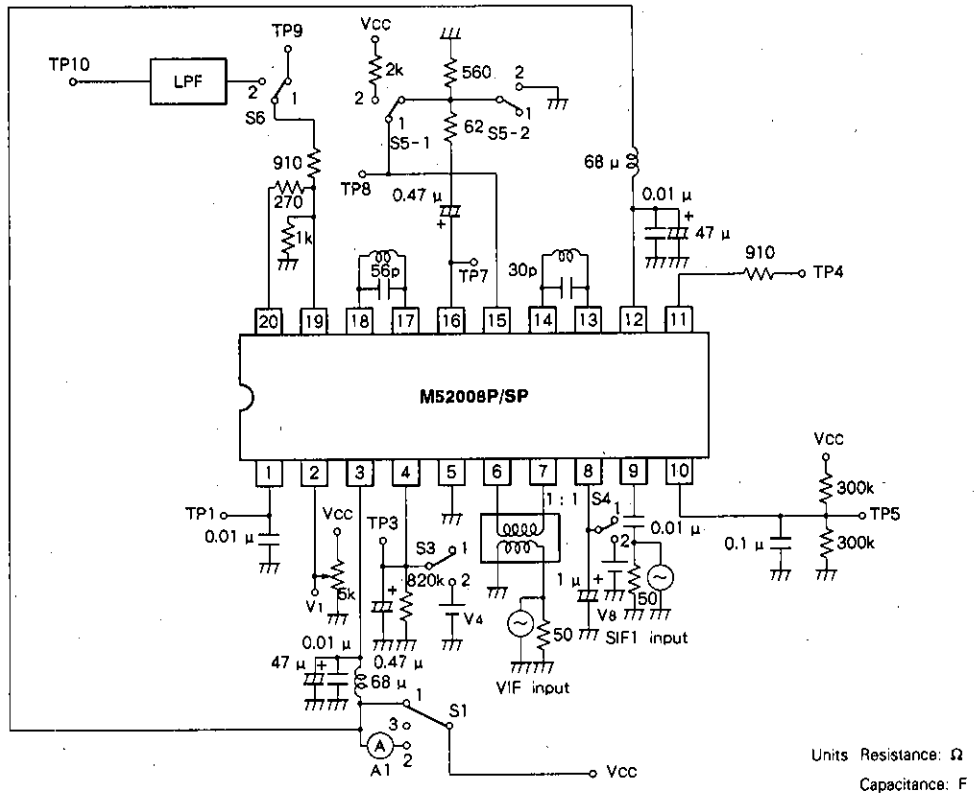 TP9
TP10
LPF
2
1
S6
910
270
1k
Vcc
2k
2
1
S5-1
560
62
2
1
S5-2
TP8
0.47 μ
+
TP7
56p
30p
68 μ
0.01 μ
+
47 μ
910
TP4
20 19 18 17 16 15 14 13 12 11
M52008P/SP
1 2 3 4 5 6 7 8 9 10
TP1
0.01 μ
Vcc
V1
5k
TP3
S3
1
2
820k
+
0.47 μ
V4
1 : 1
50
VIF input
S4
1
2
1 μ
+
V8
0.01 μ
50
SIF1 input
Vcc
300k
TP5
0.1 μ
300k
0.01 μ
47 μ
+
68 μ
1
S1
3
2
A
A1
Vcc
Units Resistance: Ω
Capacitance: F